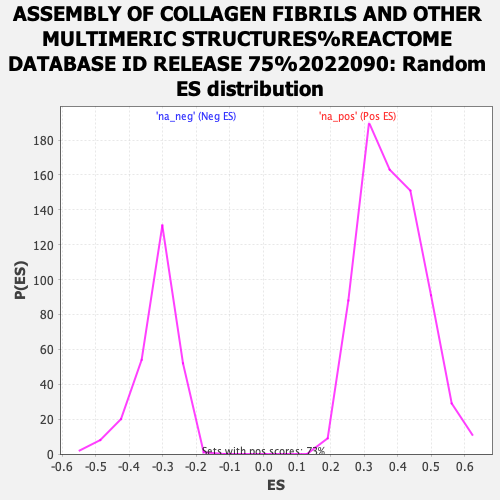 ASSEMBLY OF COLLAGEN FIBRILS AND OTHER
MULTIMERIC STRUCTURES%REACTOME
DATABASE ID RELEASE 75%2022090: Random
ES distribution
'na_neg' (Neg ES)
'na_pos' (Pos ES)
P(ES)
180
160
140
120
100
80
60
40
20
0
Sets with pos scores: 73%
-0.6 -0.5 -0.4 -0.3 -0.2 -0.1 0.0 0.1 0.2 0.3 0.4 0.5 0.6
ES